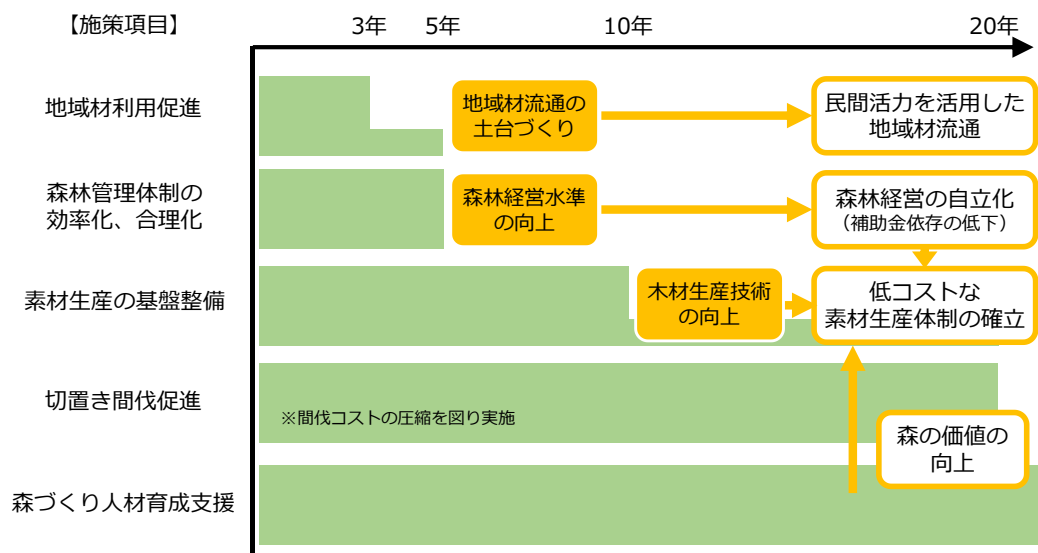 【施策項目】
3年
5年
10年
20年
地域材利用促進
地域材流通の
土台づくり
民間活力を活用した
地域材流通
森林管理体制の
効率化、合理化
森林経営水準
の向上
森林経営の自立化
（補助金依存の低下）
素材生産の基盤整備
木材生産技術
の向上
低コストな
素材生産体制の確立
切置き間伐促進
※間伐コストの圧縮を図り実施
森の価値の
向上
森づくり人材育成支援